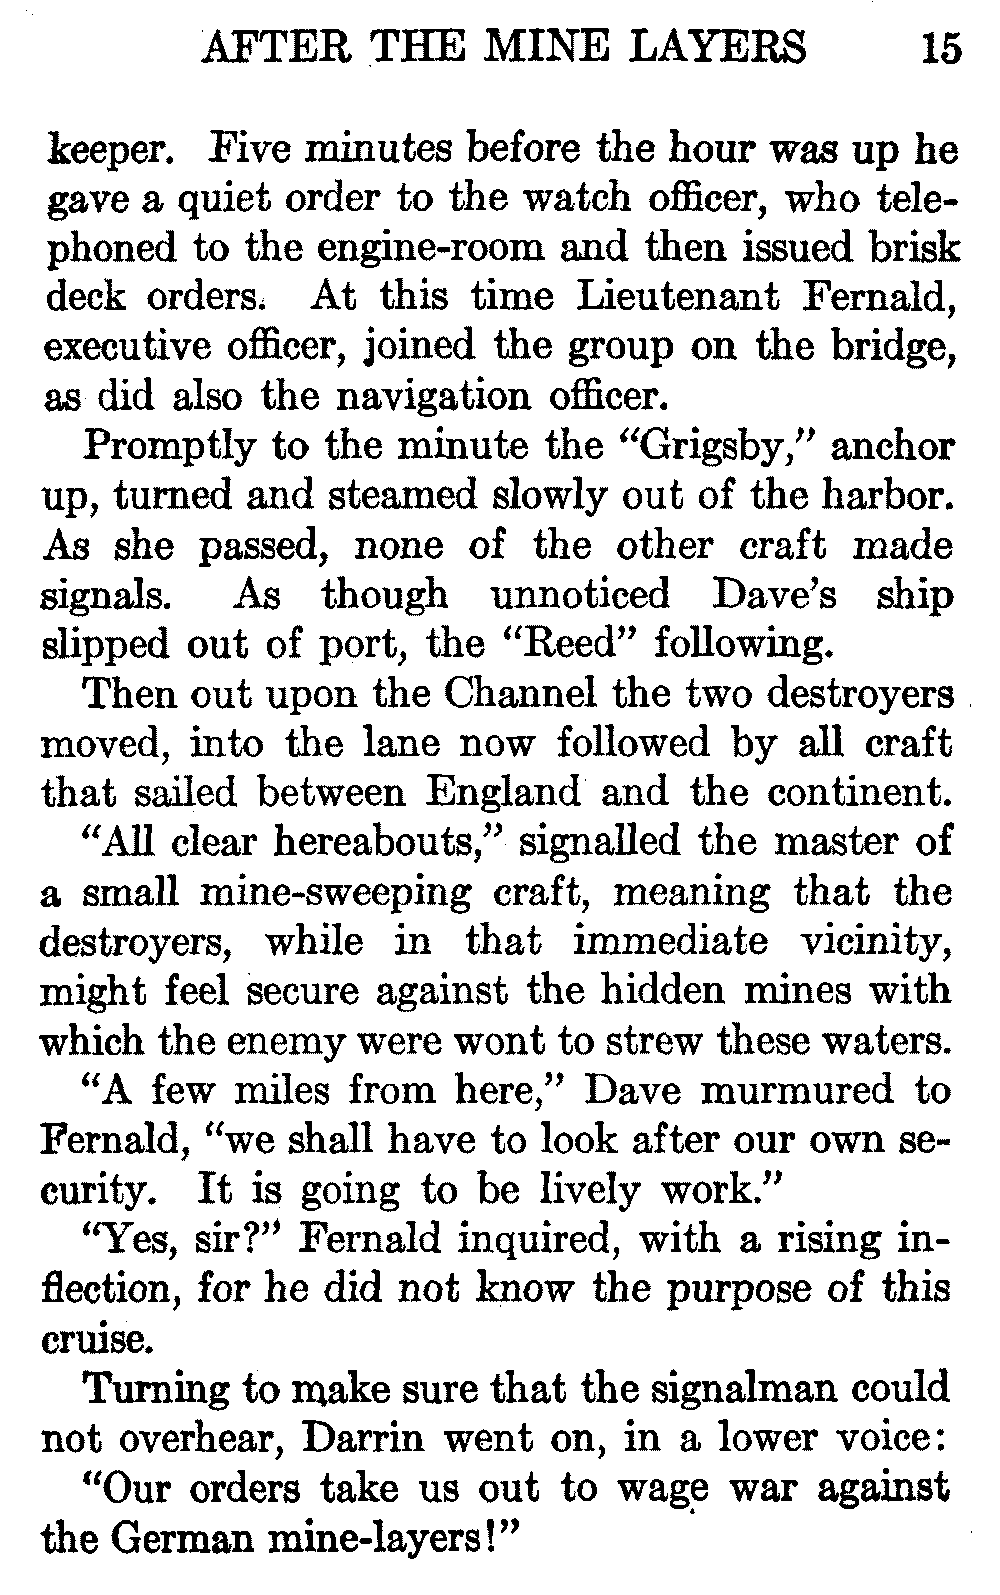 AFTER THE MINE LAYERS 15
keeper. Five minutes before the hour was up he
gave a quiet order to the watch officer, who tele-
phoned to the engine-room and then issued brisk
deck orders. At this time Lieutenant Fernald,
executive officer, joined the group on the bridge,
as did also the navigation officer.
Promptly to the minute the “Grigsby,” anchor
up, turned and steamed slowly out of the harbor.
As she passed, none of the other craft made
signals. As though unnoticed Dave’s ship
slipped out of port, the “Reed” following.
Then out upon the Channel the two destroyers
moved, into the lane now followed by all craft
that sailed between England and the continent.
“All clear hereabouts,” signalled the master of
a small mine-sweeping craft, meaning that the
destroyers, while in that immediate vicinity,
might feel secure against the hidden mines with
which the enemy were wont to strew these waters.
“A few miles from here,” Dave murmured to
Fernald, “we shall have to look after our own se-
curity. It is going to be lively work.”
“Yes, sir?” Fernald inquired, with a rising in-
flection, for he did not know the purpose of this
cruise.
Turning to make sure that the signalman could
not overhear, Darrin went on, in a lower voice:
“Our orders take us out to wage war against
the German mine-layers!”